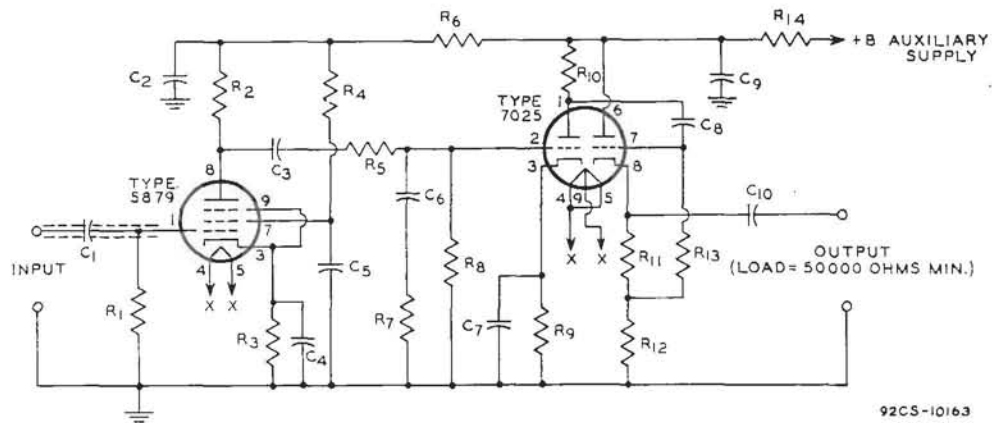 R6
R14
+B AUXILIARY
SUPPLY
C2
R2
R4
R10
C9
TYPE
7025
1
6
C8
8
C3
R5
2
7
TYPE
5879
3
8
9
C6
4
9
5
C10
1
7
C1
3
INPUT
4
5
X
X
C5
R8
X
X
R11
R13
OUTPUT
(LOAD=50000 OHMS MIN.)
R1
R7
R3
C4
C7
R9
R12
92CS-10163